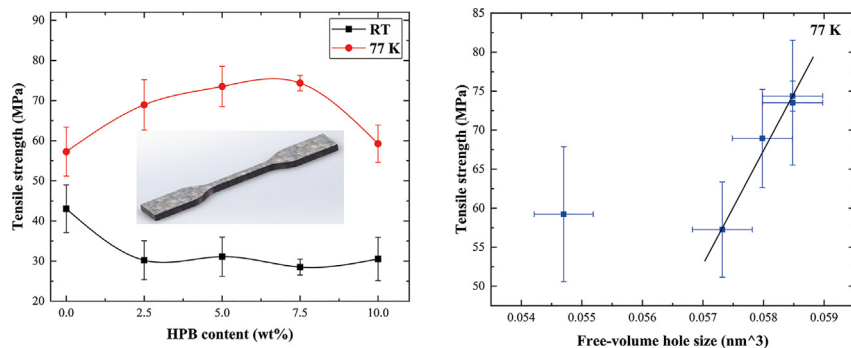 90
80
70
60
50
40
30
20
Tensile strength (MPa)
RT
77 K
0.0 2.5 5.0 7.5 10.0
HPB content (wt%)
85
80
75
70
65
60
55
50
Tensile strength (MPa)
77 K
0.054 0.055 0.056 0.057 0.058 0.059
Free-volume hole size (nm^3)